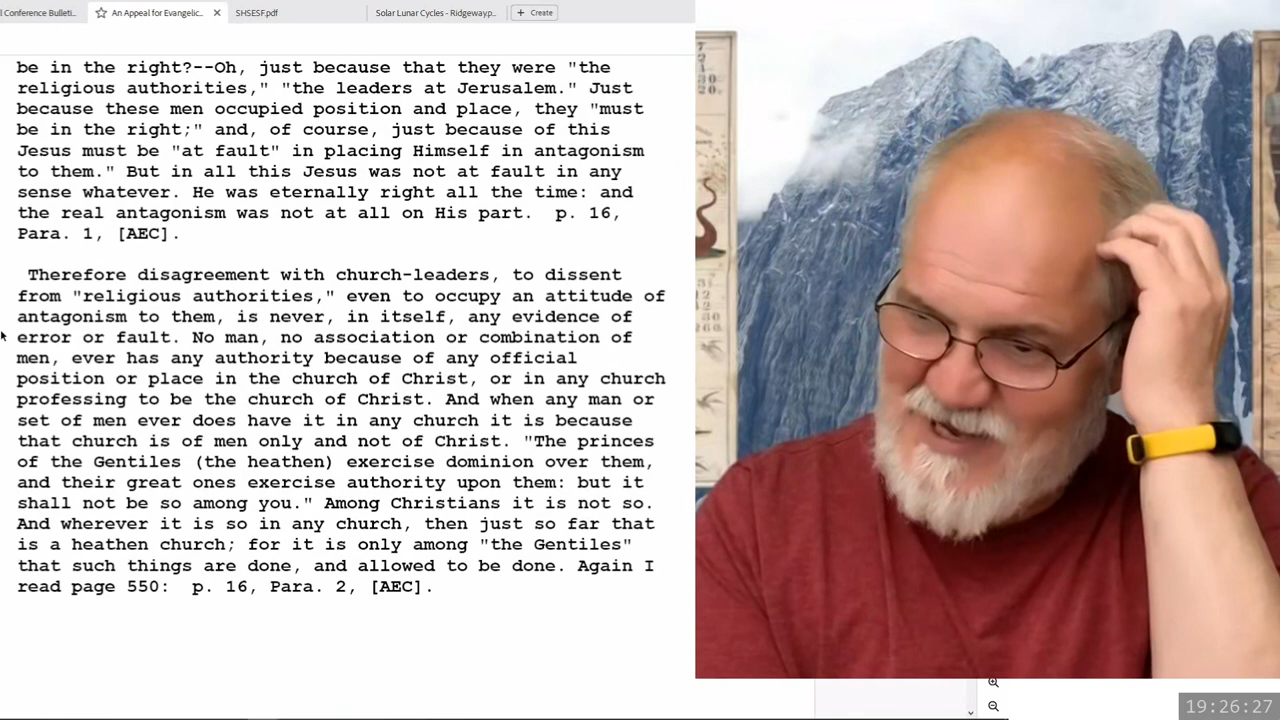 l Conference Bulleti..
An Appeal for Evangelic..
SHSESF.pdf
Solar Lunar Cycles - Ridgewayp..
+ Create
be in the right?--Oh, just because that they were "the
religious authorities," "the leaders at Jerusalem." Just
because these men occupied position and place, they "must
be in the right;" and, of course, just because of this
Jesus must be "at fault" in placing Himself in antagonism
to them." But in all this Jesus was not at fault in any
sense whatever. He was eternally right all the time: and
the real antagonism was not at all on His part.  p. 16,
Para. 1, [AEC].
Therefore disagreement with church-leaders, to dissent
from "religious authorities," even to occupy an attitude of
antagonism to them, is never, in itself, any evidence of
error or fault. No man, no association or combination of
men, ever has any authority because of any official
position or place in the church of Christ, or in any church
professing to be the church of Christ. And when any man or
set of men ever does have it in any church it is because
that church is of men only and not of Christ. "The princes
of the Gentiles (the heathen) exercise dominion over them,
and their great ones exercise authority upon them: but it
shall not be so among you." Among Christians it is not so.
And wherever it is so in any church, then just so far that
is a heathen church; for it is only among "the Gentiles"
that such things are done, and allowed to be done. Again I
read page 550:  p. 16, Para. 2, [AEC].
19:26:27